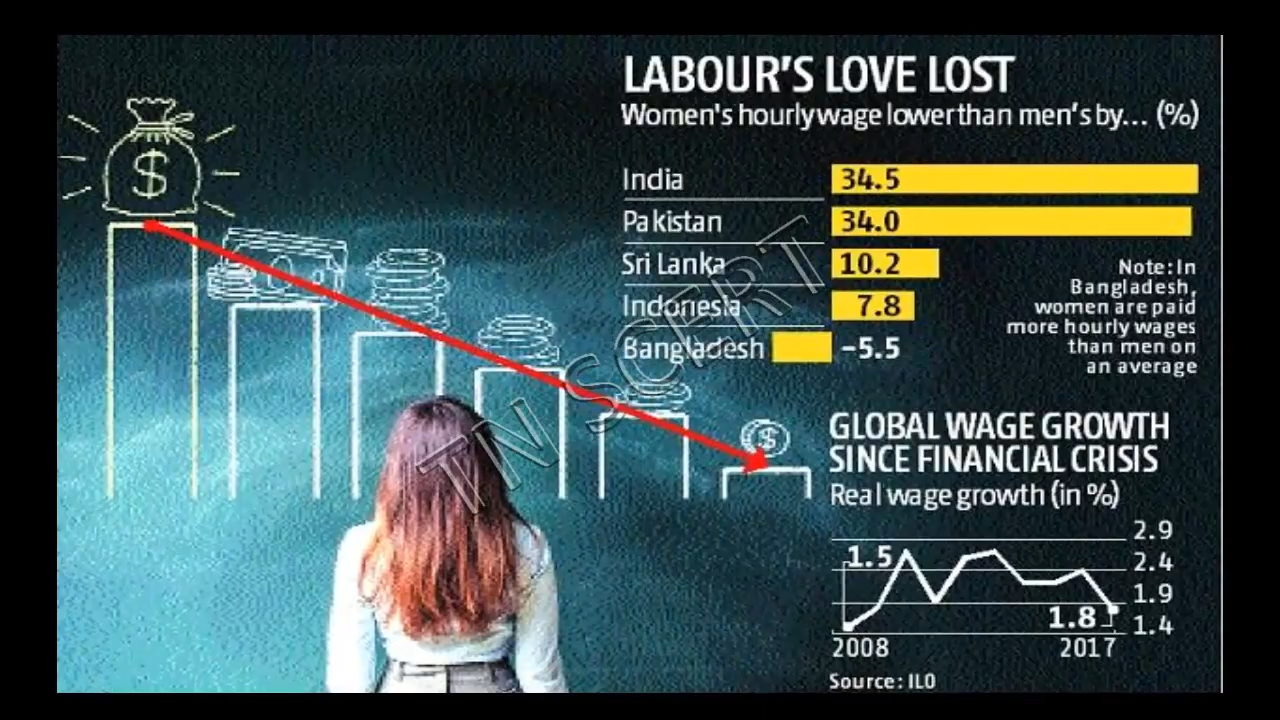 LABOUR'S LOVE LOST
Women's hourly wage lower than men's by... (%)
India 34.5
Pakistan 34.0
Sri Lanka 10.2
Indonesia 7.8
Bangladesh -5.5
Note: In
Bangladesh,
women are paid
more hourly wages
than men on
an average
GLOBAL WAGE GROWTH
SINCE FINANCIAL CRISIS
Real wage growth (in %)
2.9
1.5
2.4
1.9
1.8
1.4
2008 2017
Source: ILO
TN SCERT
$
$